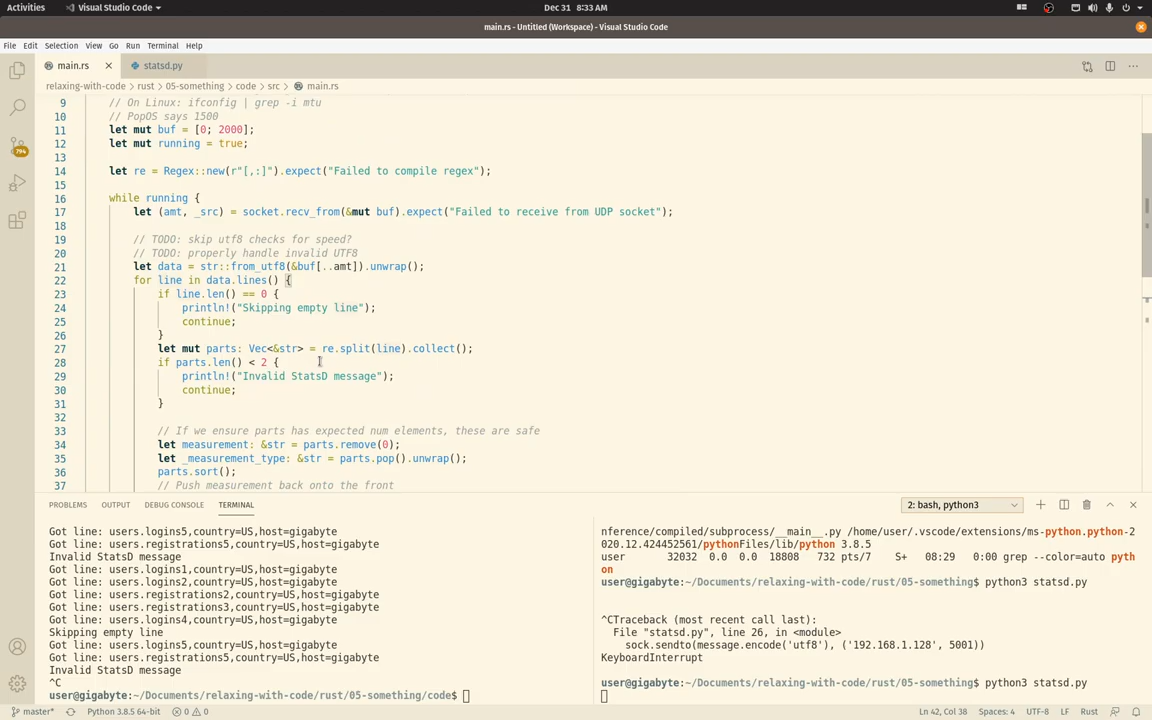 Activities Visual Studio Code Dec 31 8:33 AM
main.rs - Untitled (Workspace) - Visual Studio Code
File Edit Selection View Go Run Terminal Help
main.rs statsd.py
relaxing-with-code > rust > 05-something > code > src > main.rs
9 // On Linux: ifconfig | grep -i mtu
10 // PopOS says 1500
11 let mut buf = [0; 2000];
12 let mut running = true;
13
14 let re = Regex::new(r"[,:]").expect("Failed to compile regex");
15
16 while running {
17 let (amt, _src) = socket.recv_from(&mut buf).expect("Failed to receive from UDP socket");
18
19 // TODO: skip utf8 checks for speed?
20 // TODO: properly handle invalid UTF8
21 let data = str::from_utf8(&buf[..amt]).unwrap();
22 for line in data.lines() {
23 if line.len() == 0 {
24 println!("Skipping empty line");
25 continue;
26 }
27 let mut parts: Vec<&str> = re.split(line).collect();
28 if parts.len() < 2 {
29 println!("Invalid StatsD message");
30 continue;
31 }
32
33 // If we ensure parts has expected num elements, these are safe
34 let measurement: &str = parts.remove(0);
35 let _measurement_type: &str = parts.pop().unwrap();
36 parts.sort();
37 // Push measurement back onto the front
794
PROBLEMS OUTPUT DEBUG CONSOLE TERMINAL 2: bash, python3
Got line: users.logins5,country=US,host=gigabyte
Got line: users.registrations5,country=US,host=gigabyte
Invalid StatsD message
Got line: users.logins1,country=US,host=gigabyte
Got line: users.logins2,country=US,host=gigabyte
Got line: users.registrations2,country=US,host=gigabyte
Got line: users.registrations3,country=US,host=gigabyte
Got line: users.logins4,country=US,host=gigabyte
Skipping empty line
Got line: users.logins5,country=US,host=gigabyte
Got line: users.registrations5,country=US,host=gigabyte
Invalid StatsD message
^C
user@gigabyte:~/Documents/relaxing-with-code/rust/05-something/code$
nference/compiled/subprocess/__main__.py /home/user/.vscode/extensions/ms-python.python-2
020.12.424452561/pythonFiles/lib/python 3.8.5
user 32032 0.0 0.0 18808 732 pts/7 S+ 08:29 0:00 grep --color=auto pyth
on
user@gigabyte:~/Documents/relaxing-with-code/rust/05-something$ python3 statsd.py
^CTraceback (most recent call last):
File "statsd.py", line 26, in <module>
sock.sendto(message.encode('utf8'), ('192.168.1.128', 5001))
KeyboardInterrupt
user@gigabyte:~/Documents/relaxing-with-code/rust/05-something$ python3 statsd.py
master* Python 3.8.5 64-bit 0 0 Ln 42, Col 38 Spaces: 4 UTF-8 LF Rust